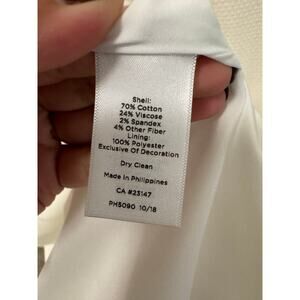 Shell:
70% Cotton
24% Viscose
2% Spandex
4% Other Fiber
Lining:
100% Polyester
Exclusive Of Decoration
Dry Clean
Made In Philippines
CA #23147
PH5090 10/18